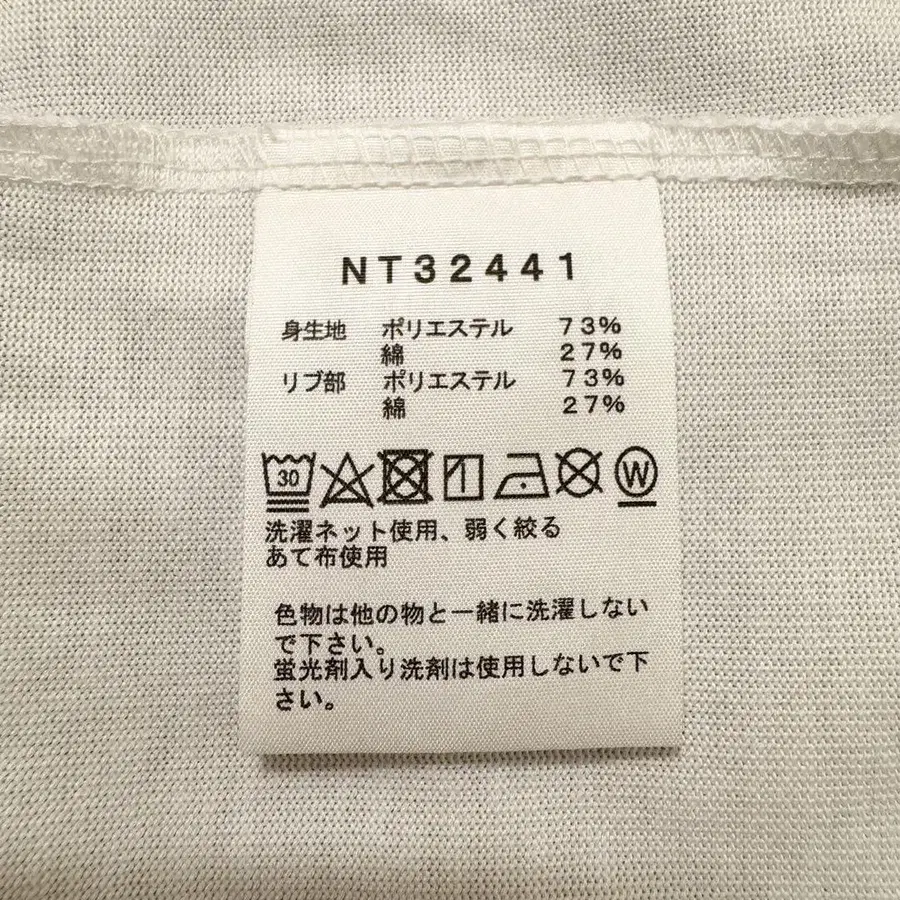 NT32441
身生地 ポリエステル 73%
綿 27%
リブ部 ポリエステル 73%
綿 27%
30 W
洗濯ネット使用、弱く絞る
あて布使用
色物は他の物と一緒に洗濯しない
で下さい。
蛍光剤入り洗剤は使用しないで下
さい。